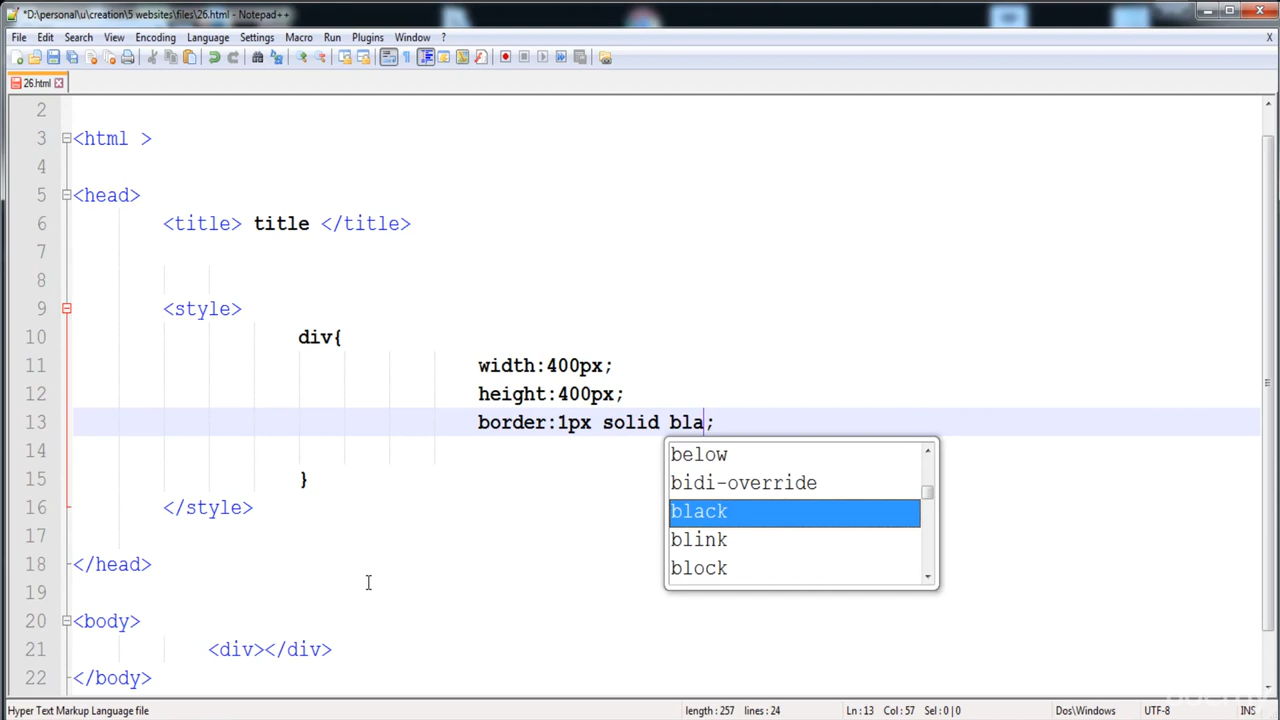 *D:\personal\u\creation\5 websites\files\26.html - Notepad++
File Edit Search View Encoding Language Settings Macro Run Plugins Window ? X
26.html
2
3 <html >
4
5 <head>
6 <title> title </title>
7
8
9 <style>
10 div{
11 width:400px;
12 height:400px;
13 border:1px solid bla;
14
15 }
16 </style>
17
18 </head>
19
20 <body>
21 <div></div>
22 </body>
below
bidi-override
black
blink
block
Hyper Text Markup Language file length : 257 lines : 24 Ln : 13 Col : 57 Sel : 0 | 0 Dos\Windows UTF-8 INS